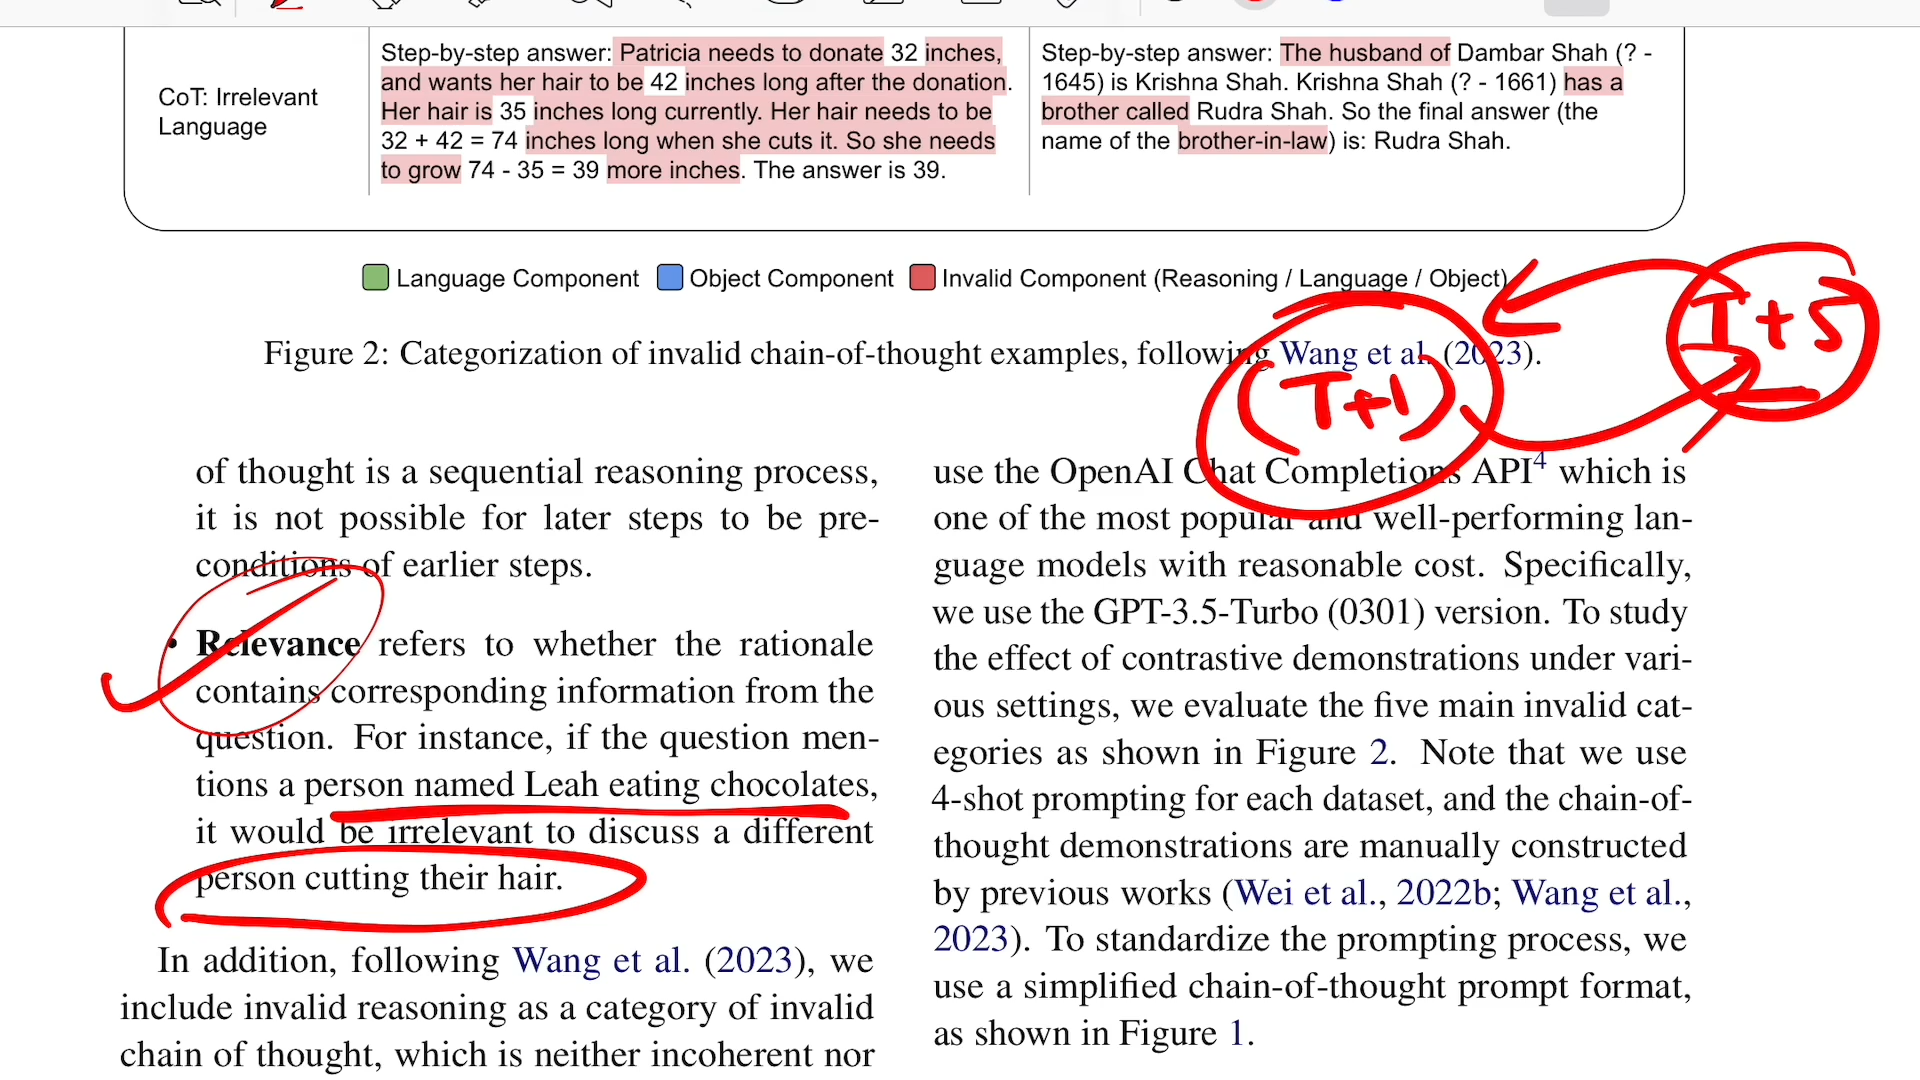 CoT: Irrelevant
Language
Step-by-step answer: Patricia needs to donate 32 inches,
and wants her hair to be 42 inches long after the donation.
Her hair is 35 inches long currently. Her hair needs to be
32 + 42 = 74 inches long when she cuts it. So she needs
to grow 74 - 35 = 39 more inches. The answer is 39.
Step-by-step answer: The husband of Dambar Shah (? -
1645) is Krishna Shah. Krishna Shah (? - 1661) has a
brother called Rudra Shah. So the final answer (the
name of the brother-in-law) is: Rudra Shah.
Language Component Object Component Invalid Component (Reasoning / Language / Object)
T+5
Figure 2: Categorization of invalid chain-of-thought examples, following Wang et al. (2023).
(T+1)
of thought is a sequential reasoning process,
it is not possible for later steps to be pre-
conditions of earlier steps.
• Relevance refers to whether the rationale
contains corresponding information from the
question. For instance, if the question men-
tions a person named Leah eating chocolates,
it would be irrelevant to discuss a different
person cutting their hair.
In addition, following Wang et al. (2023), we
include invalid reasoning as a category of invalid
chain of thought, which is neither incoherent nor
use the OpenAI Chat Completions API4 which is
one of the most popular and well-performing lan-
guage models with reasonable cost. Specifically,
we use the GPT-3.5-Turbo (0301) version. To study
the effect of contrastive demonstrations under vari-
ous settings, we evaluate the five main invalid cat-
egories as shown in Figure 2. Note that we use
4-shot prompting for each dataset, and the chain-of-
thought demonstrations are manually constructed
by previous works (Wei et al., 2022b; Wang et al.,
2023). To standardize the prompting process, we
use a simplified chain-of-thought prompt format,
as shown in Figure 1.